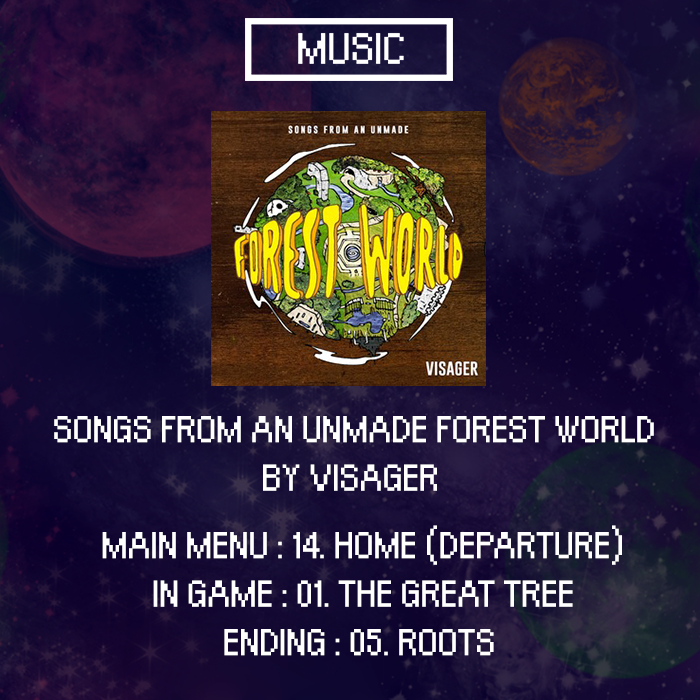 MUSIC
SONGS FROM AN UNMADE
FOREST WORLD
VISAGER
SONGS FROM AN UNMADE FOREST WORLD
BY VISAGER
MAIN MENU : 14. HOME (DEPARTURE)
IN GAME : 01. THE GREAT TREE
ENDING : 05. ROOTS